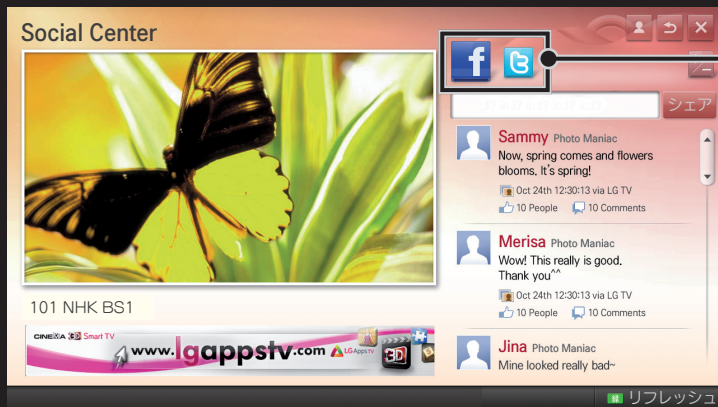 Social Center
f
t
シェア
Sammy Photo Maniac
Now, spring comes and flowers
blooms. It's spring!
Oct 24th 12:30:13 via LG TV
10 People 10 Comments
Merisa Photo Maniac
Wow! This really is good.
Thank you^^
Oct 24th 12:30:13 via LG TV
10 People 10 Comments
Jina Photo Maniac
Mine looked really bad~
101 NHK BS1
CINEMA 3D Smart TV
www.lgappstv.com
LG Apps tv
3D
緑 リフレッシュ